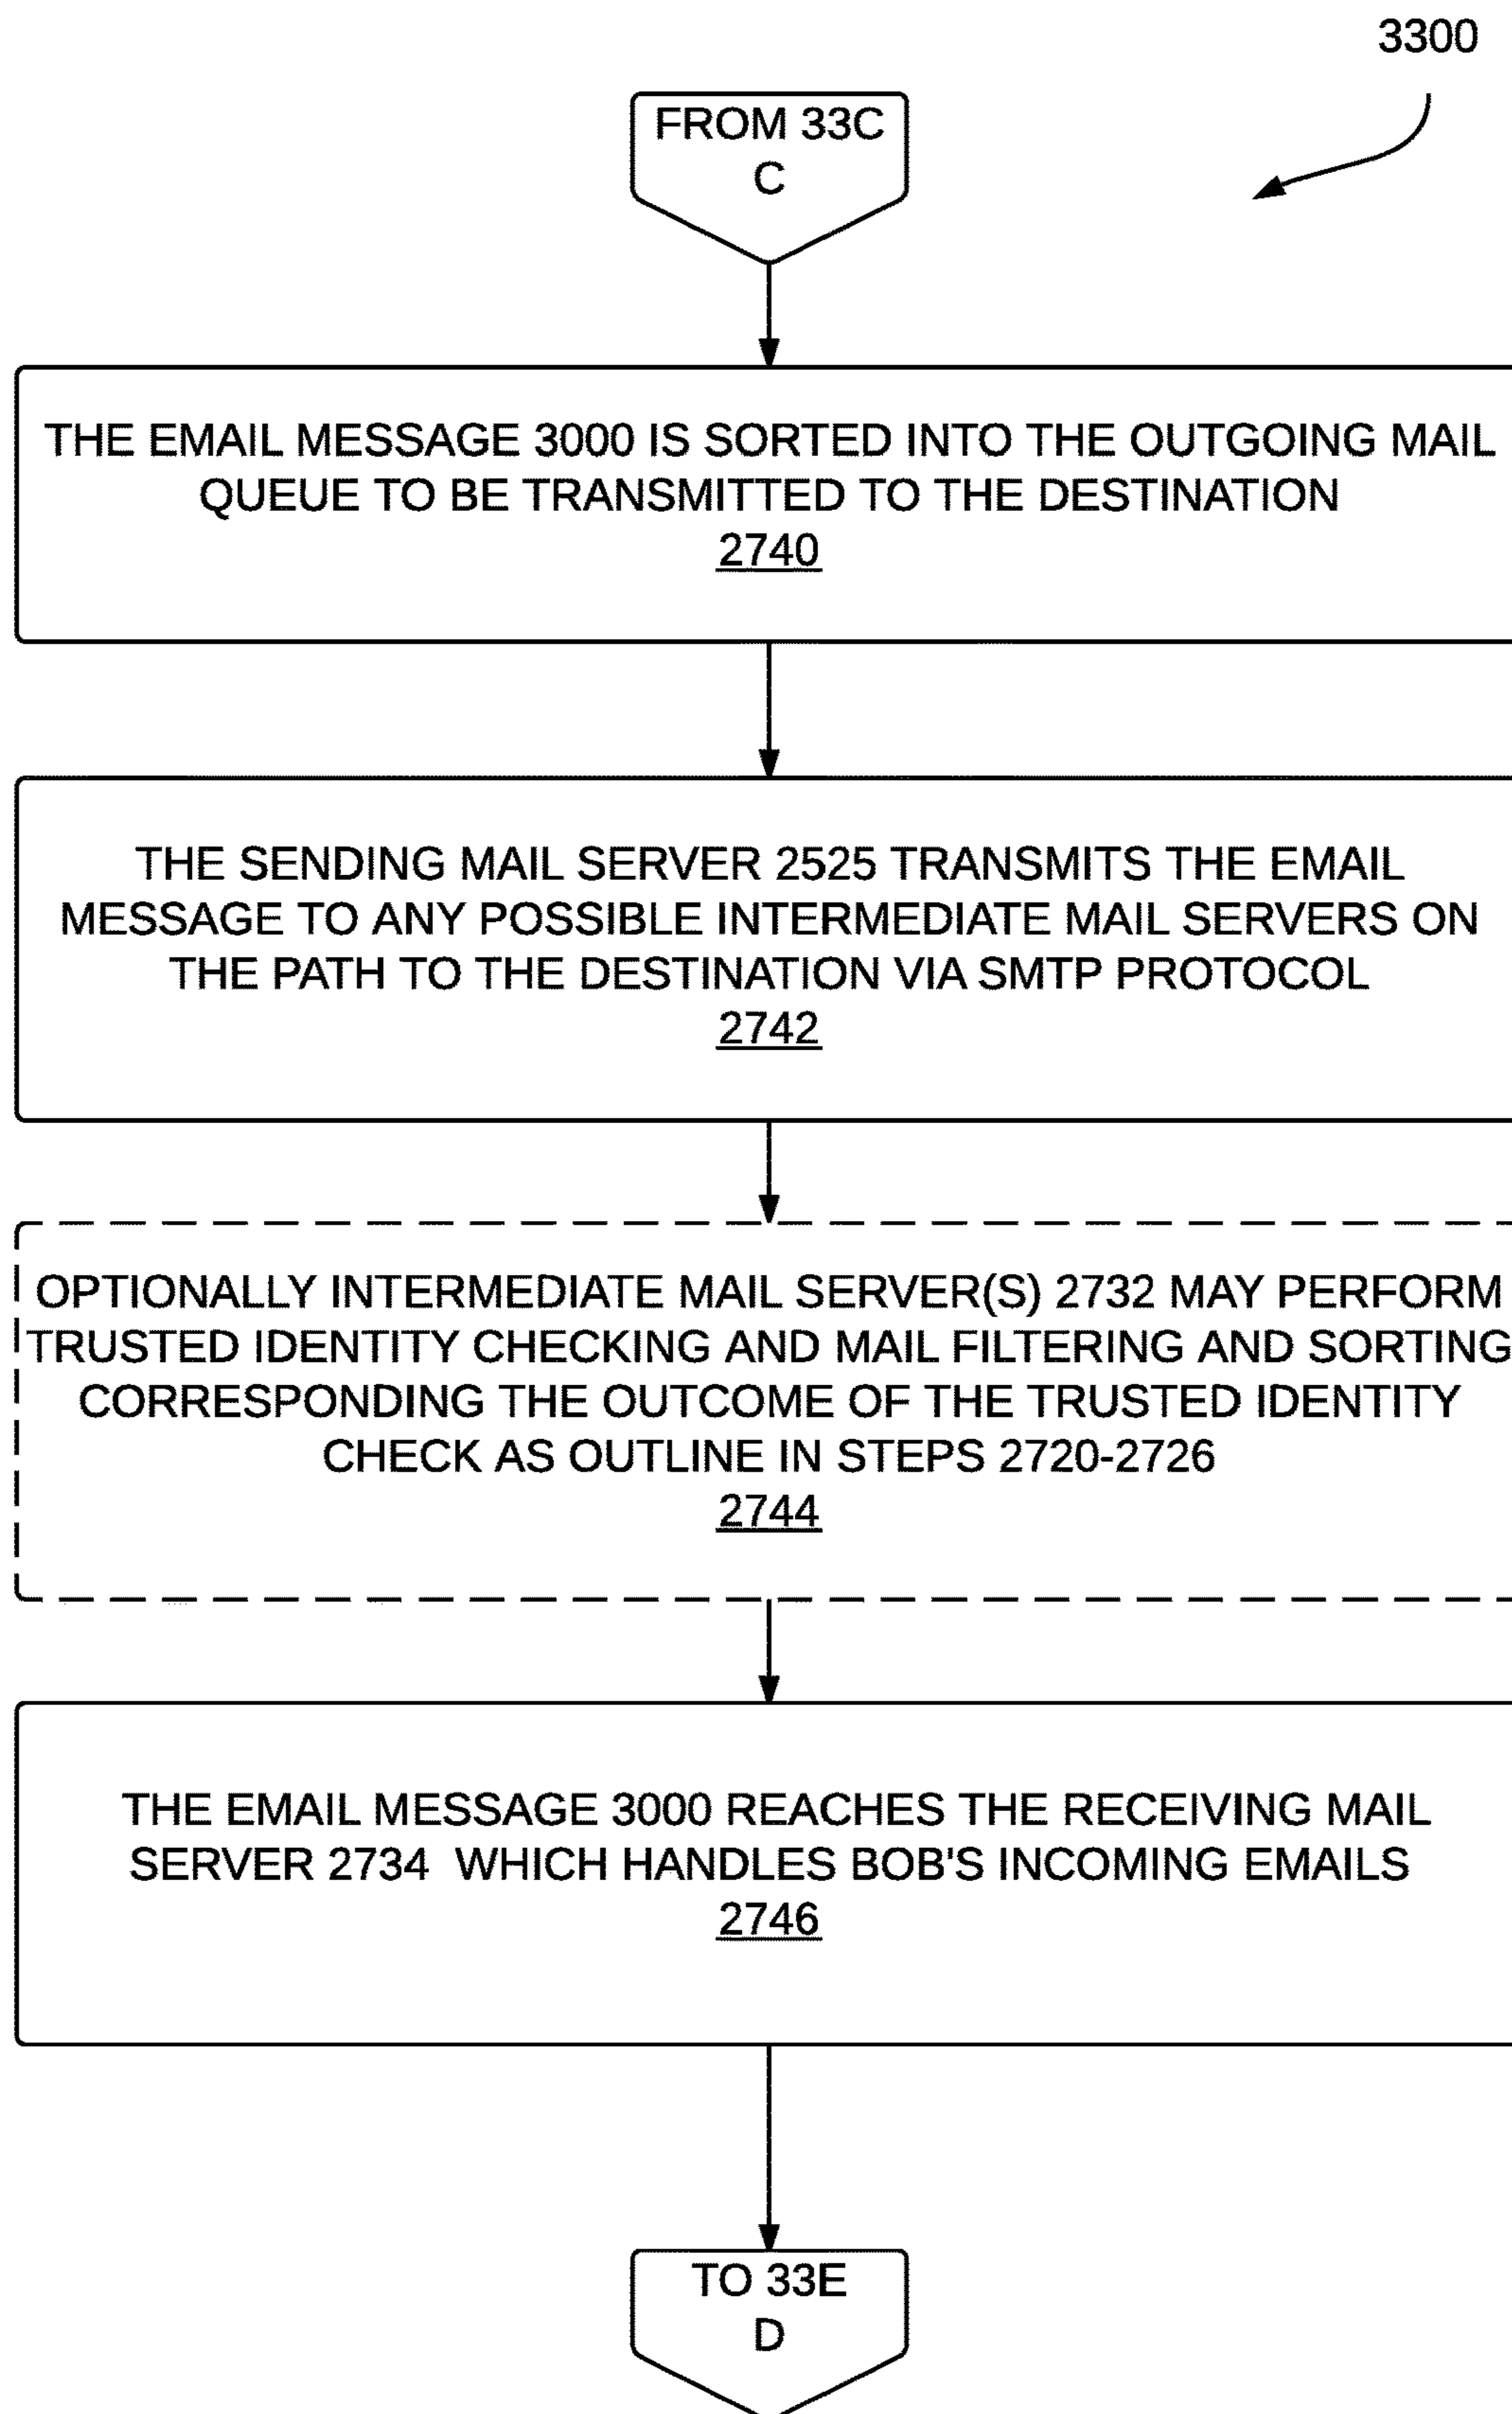 3300
FROM 33C
C
THE EMAIL MESSAGE 3000 IS SORTED INTO THE OUTGOING MAIL
QUEUE TO BE TRANSMITTED TO THE DESTINATION
2740
THE SENDING MAIL SERVER 2525 TRANSMITS THE EMAIL
MESSAGE TO ANY POSSIBLE INTERMEDIATE MAIL SERVERS ON
THE PATH TO THE DESTINATION VIA SMTP PROTOCOL
2742
OPTIONALLY INTERMEDIATE MAIL SERVER(S) 2732 MAY PERFORM
TRUSTED IDENTITY CHECKING AND MAIL FILTERING AND SORTING
CORRESPONDING THE OUTCOME OF THE TRUSTED IDENTITY
CHECK AS OUTLINE IN STEPS 2720-2726
2744
THE EMAIL MESSAGE 3000 REACHES THE RECEIVING MAIL
SERVER 2734 WHICH HANDLES BOB'S INCOMING EMAILS
2746
TO 33E
D